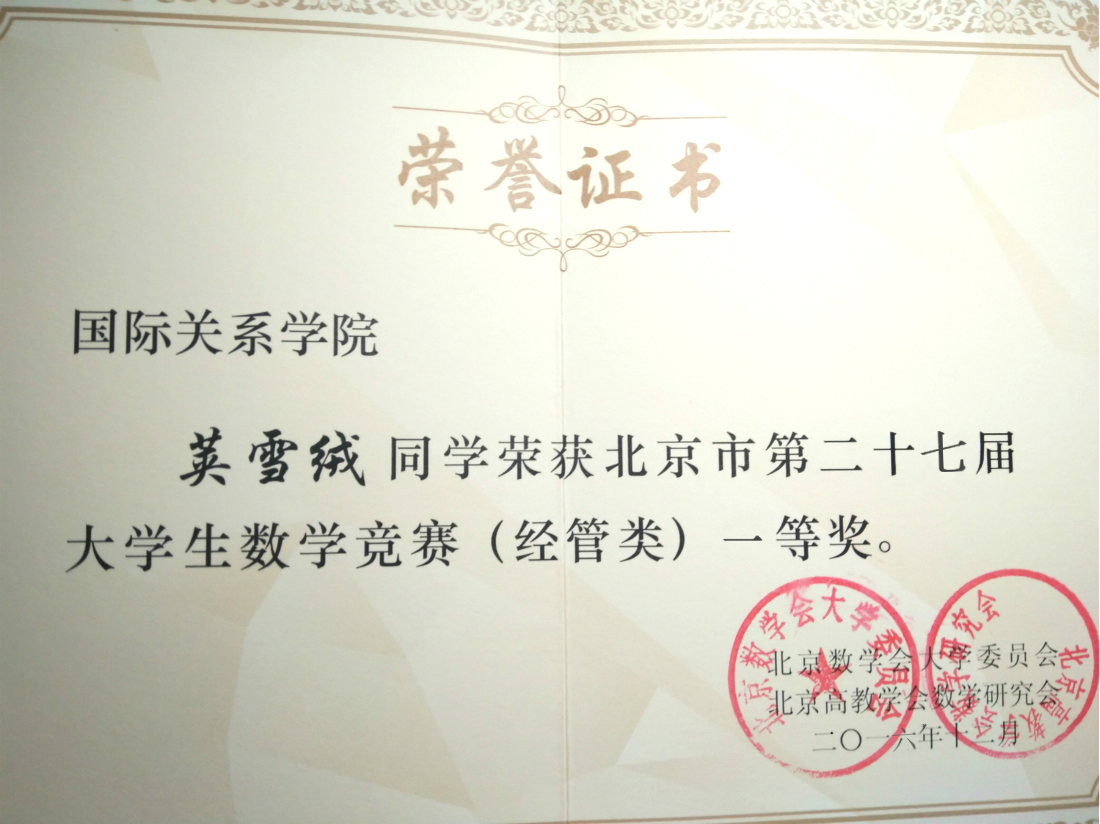 荣誉证书
国际关系学院
英雪绒 同学荣获北京市第二十七届
大学生数学竞赛（经管类）一等奖。
北京数学会大学委员会
北京高教学会数学研究会
二〇一六年十二月
北京数学会大学委员会
北京高教学会数学研究会